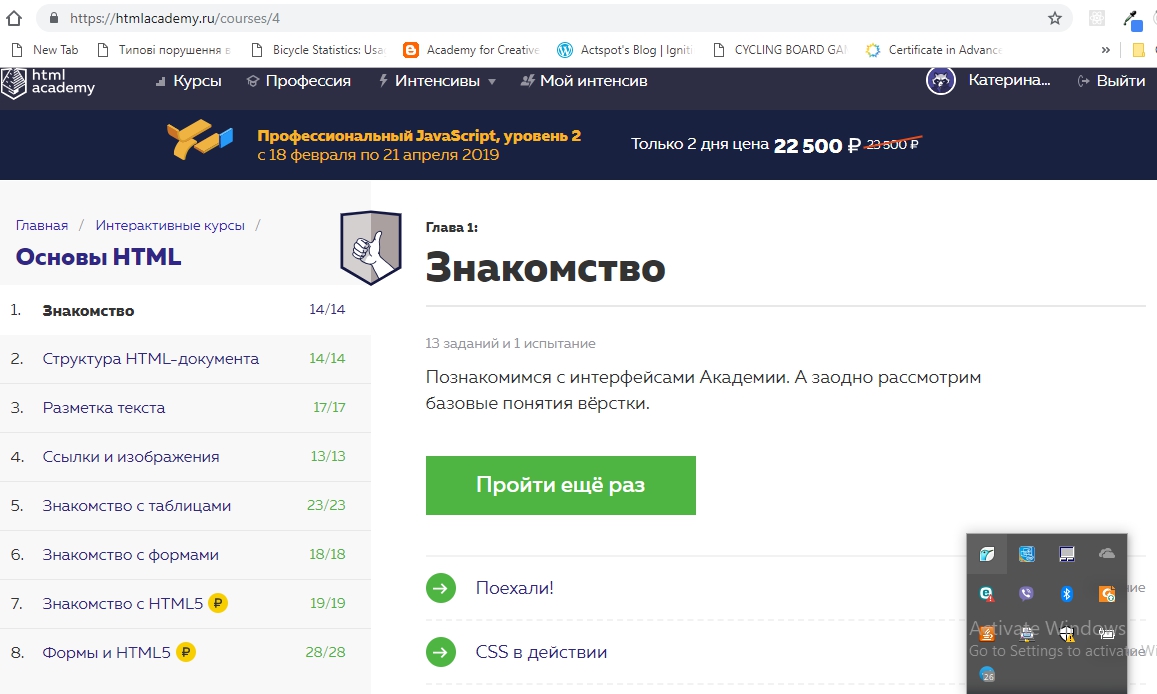 https://htmlacademy.ru/courses/4
New Tab
Типові порушення в
Bicycle Statistics: Usa
Academy for Creative
Actspot's Blog | Igniti
CYCLING BOARD GA
Certificate in Advance
»
html
academy
Курсы
Профессия
Интенсивы
Мой интенсив
Катерина...
Выйти
Профессиональный JavaScript, уровень 2
с 18 февраля по 21 апреля 2019
Только 2 дня цена 22 500 ₽ 23 500 ₽
Главная / Интерактивные курсы /
Основы HTML
1. Знакомство 14/14
2. Структура HTML-документа 14/14
3. Разметка текста 17/17
4. Ссылки и изображения 13/13
5. Знакомство с таблицами 23/23
6. Знакомство с формами 18/18
7. Знакомство с HTML5 ₽ 19/19
8. Формы и HTML5 ₽ 28/28
Глава 1:
Знакомство
13 заданий и 1 испытание
Познакомимся с интерфейсами Академии. А заодно рассмотрим
базовые понятия вёрстки.
Пройти ещё раз
Поехали!
CSS в действии
Activate Windows
Go to Settings to activate Wi
26